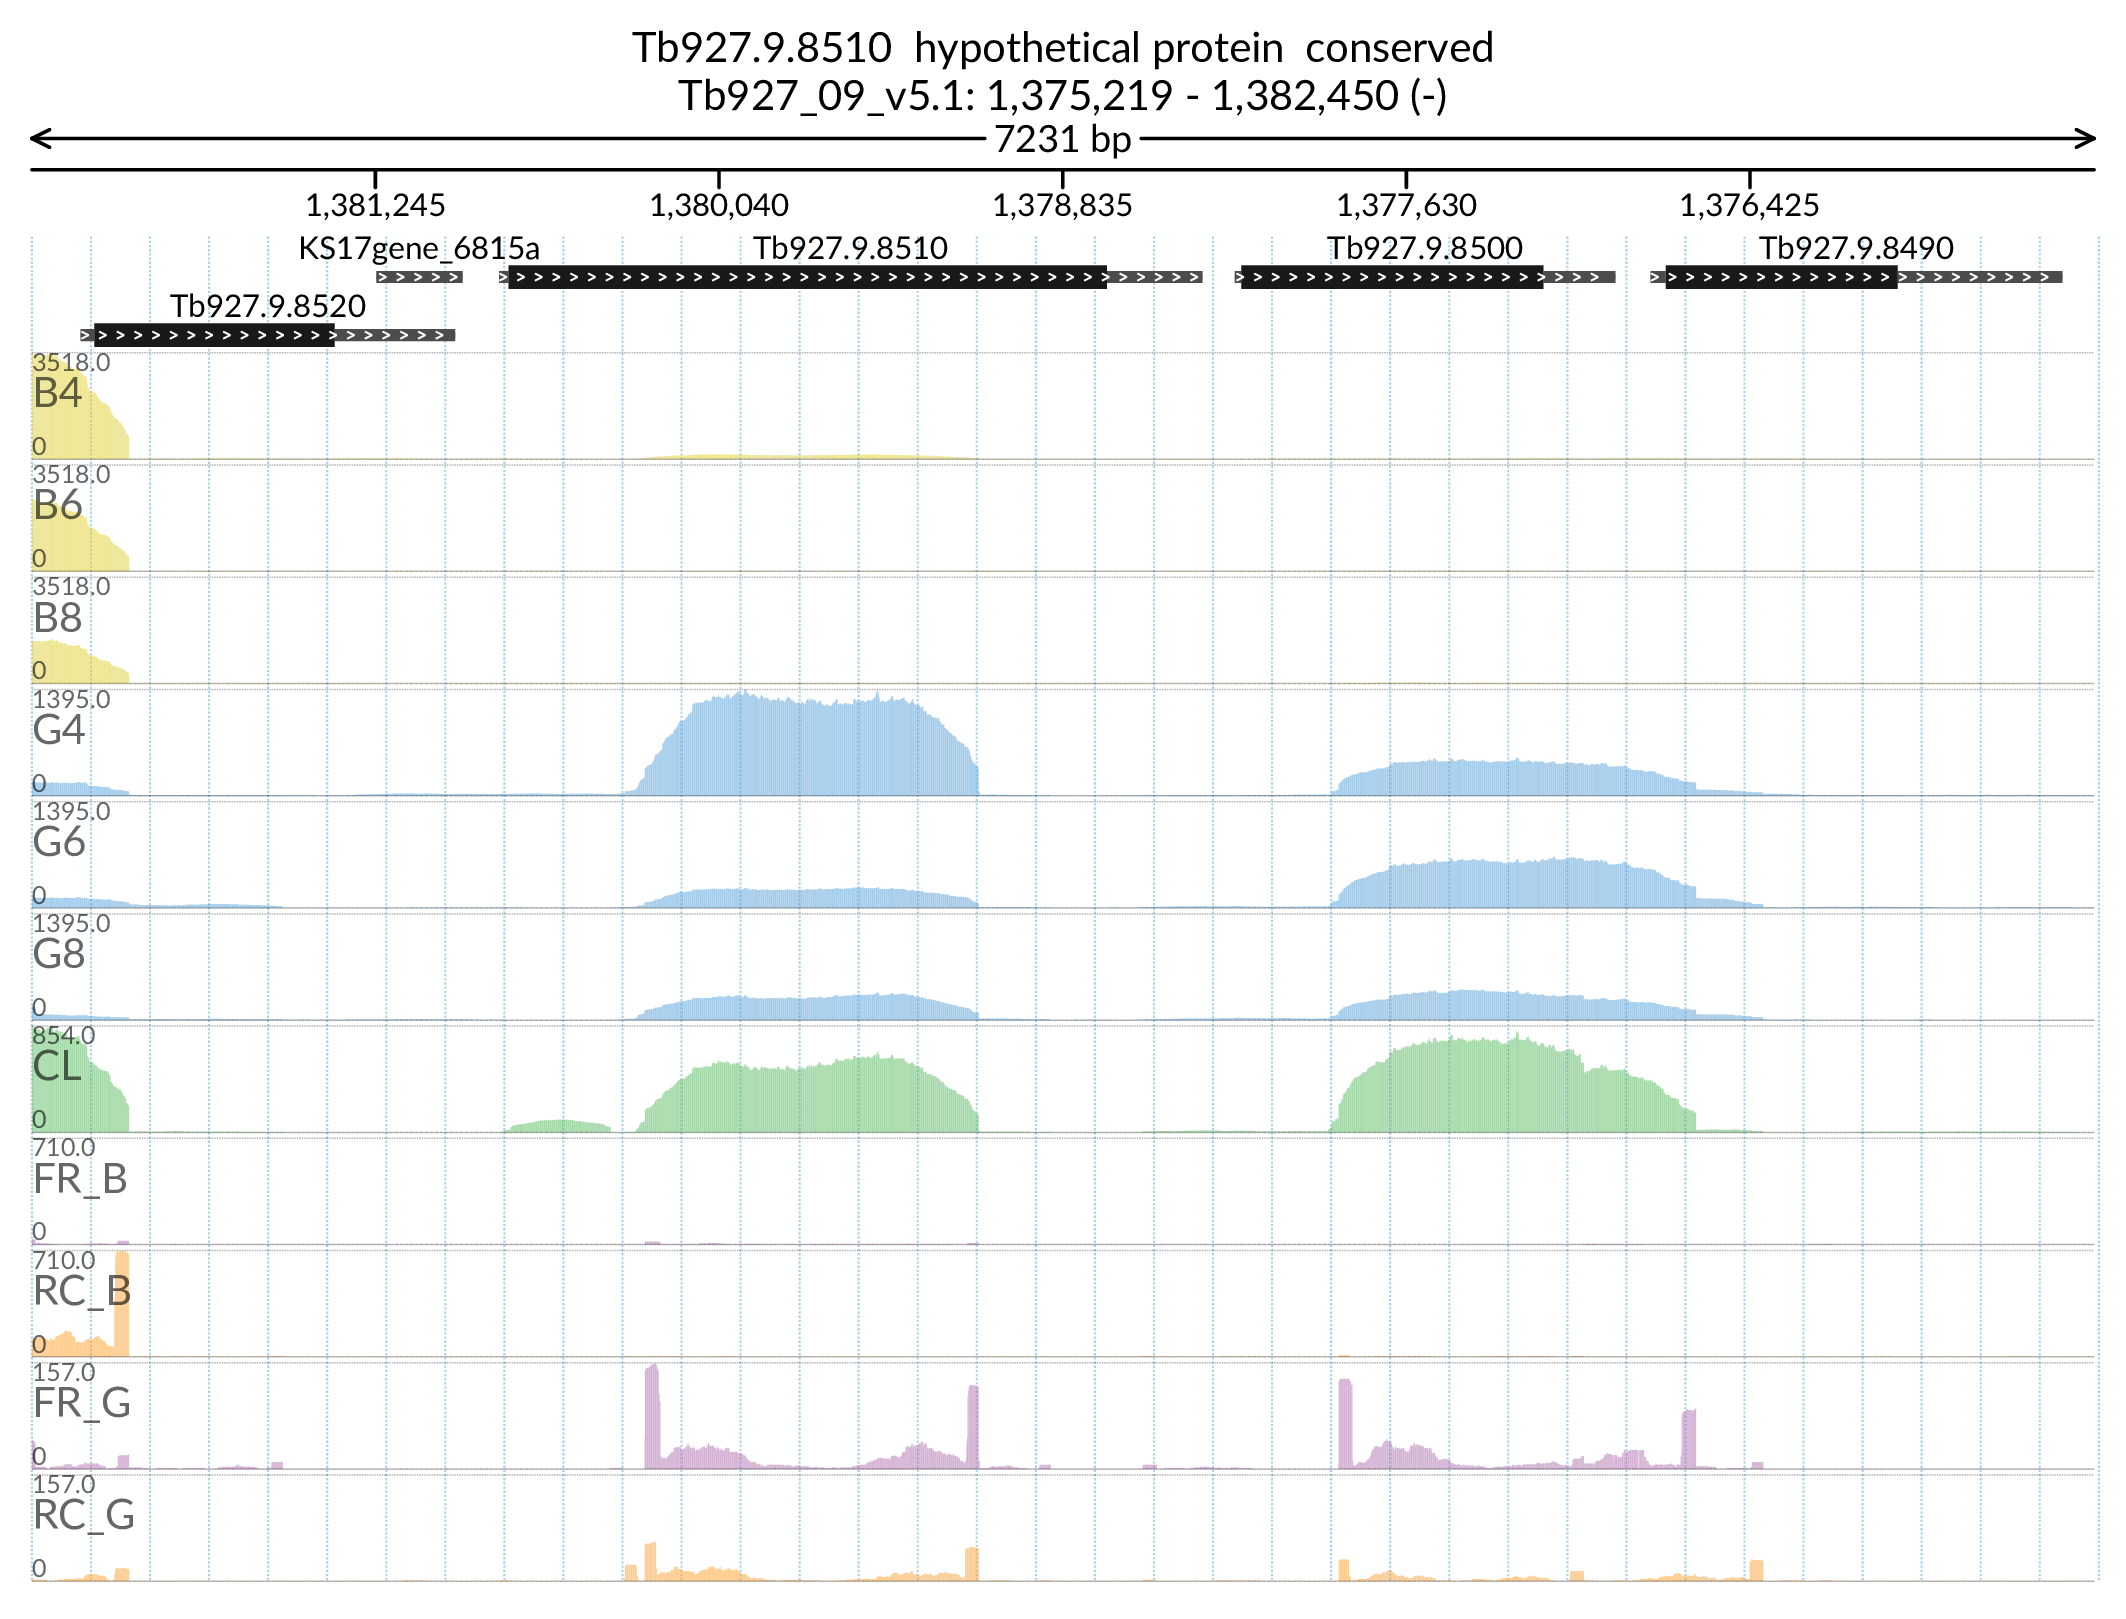 Tb927.9.8510  hypothetical protein  conserved
Tb927_09_v5.1: 1,375,219 - 1,382,450 (-)
7231 bp
1,381,245 1,380,040 1,378,835 1,377,630 1,376,425
KS17gene_6815a Tb927.9.8510 Tb927.9.8500 Tb927.9.8490
Tb927.9.8520
3518.0
B4
0
3518.0
B6
0
3518.0
B8
0
1395.0
G4
0
1395.0
G6
0
1395.0
G8
0
854.0
CL
0
710.0
FR_B
0
710.0
RC_B
0
157.0
FR_G
0
157.0
RC_G
0